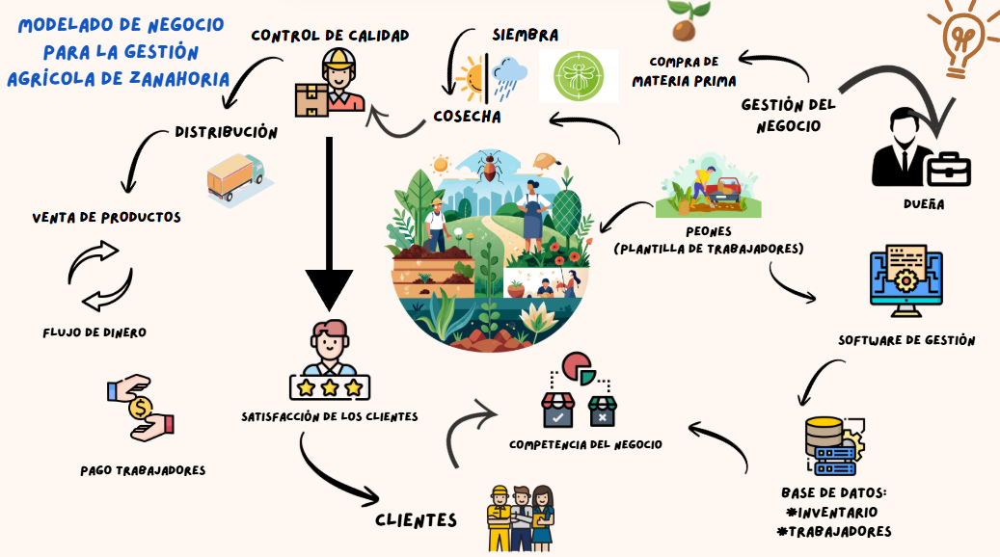 MODELADO DE NEGOCIO
PARA LA GESTIÓN
AGRÍCOLA DE ZANAHORIA
CONTROL DE CALIDAD
SIEMBRA
COMPRA DE
MATERIA PRIMA
GESTIÓN DEL
NEGOCIO
COSECHA
DISTRIBUCIÓN
DUEÑA
VENTA DE PRODUCTOS
PEONES
(PLANTILLA DE TRABAJADORES)
FLUJO DE DINERO
SOFTWARE DE GESTIÓN
SATISFACCIÓN DE LOS CLIENTES
COMPETENCIA DEL NEGOCIO
PAGO TRABAJADORES
BASE DE DATOS:
*INVENTARIO
*TRABAJADORES
CLIENTES